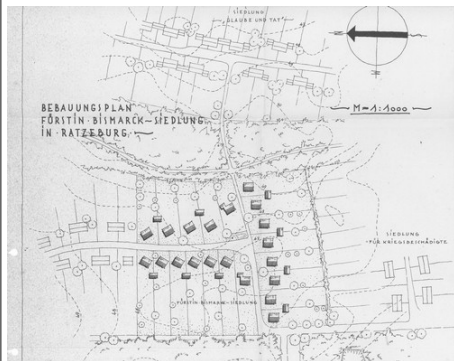 SIEDLUNG
"GLAUBE UND TAT"
BEBAUUNGSPLAN
FÜRSTIN-BISMARCK-SIEDLUNG
IN RATZEBURG.
M=1:1000
SIEDLUNG
FÜR KRIEGSBESCHÄDIGTE
FÜRSTIN-BISMARCK-SIEDLUNG